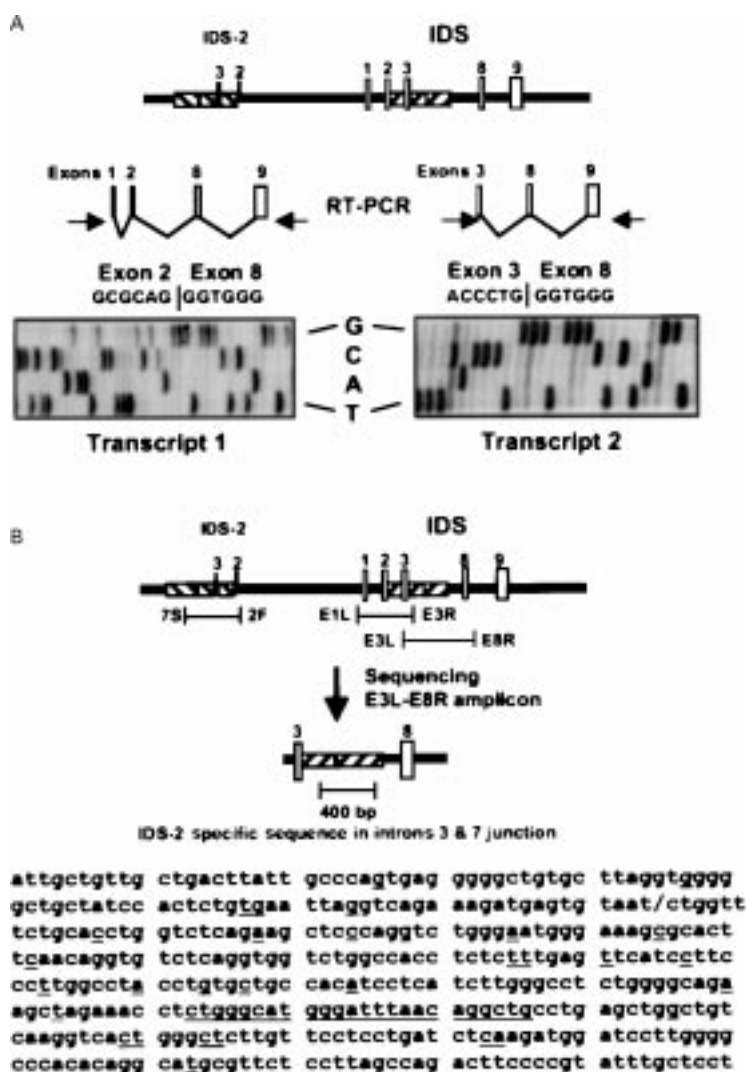 A
IDS-2 IDS
3 2 1 2 3 8 9
Exons 1 2 8 9
RT-PCR
Exons 3 8 9
Exon 2 Exon 8
GCGCAG|GGTGGG
Exon 3 Exon 8
ACCCTG|GGTGGG
G
C
A
T
Transcript 1
Transcript 2
B
IDS-2 IDS
3 2 1 2 3 8 9
7S 2F E1L E3R
E3L E8R
Sequencing
E3L-E8R amplicon
3 8
400 bp
IDS-2 specific sequence in introns 3 & 7 junction
attgctgttg ctgacttatt gcccagtgag ggggctgtgc ttaggtgggg
gctgctatcc actctgtgaa ttaggtcaga aagatgagtg taat/ctggtt
tctgcacctg gtctcagaag ctcccaggtc tgggaatggg aaagcgcact
tcaacaggtg tctcaggtgg tctggccacc tctctttgag ttcatccttc
ccttggccta cctgtgctgc cacatcctca tcttgggcct ctggggcaga
agctagaaac ctctgggcat gggatttaac aggctgcctg agctggctgt
caaggtcact gggctcttgt tcctcctgat ctcaagatgg atccttgggg
cccacacagg catgcgttct ccttagccag acttccccgt atttgctcct